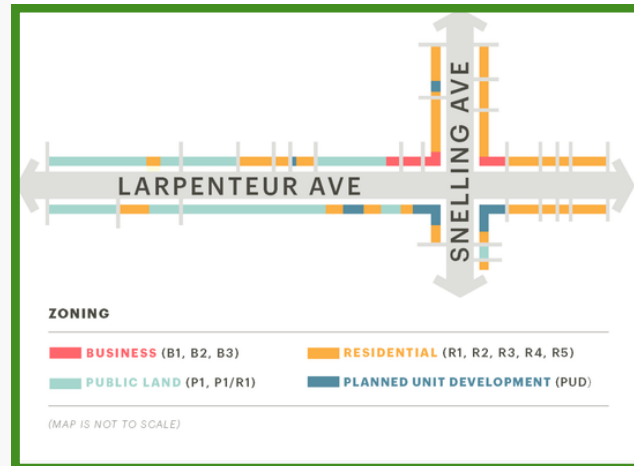 SNELLING AVE
LARPENTEUR AVE
ZONING
BUSINESS (B1, B2, B3)
RESIDENTIAL (R1, R2, R3, R4, R5)
PUBLIC LAND (P1, P1/R1)
PLANNED UNIT DEVELOPMENT (PUD)
(MAP IS NOT TO SCALE)